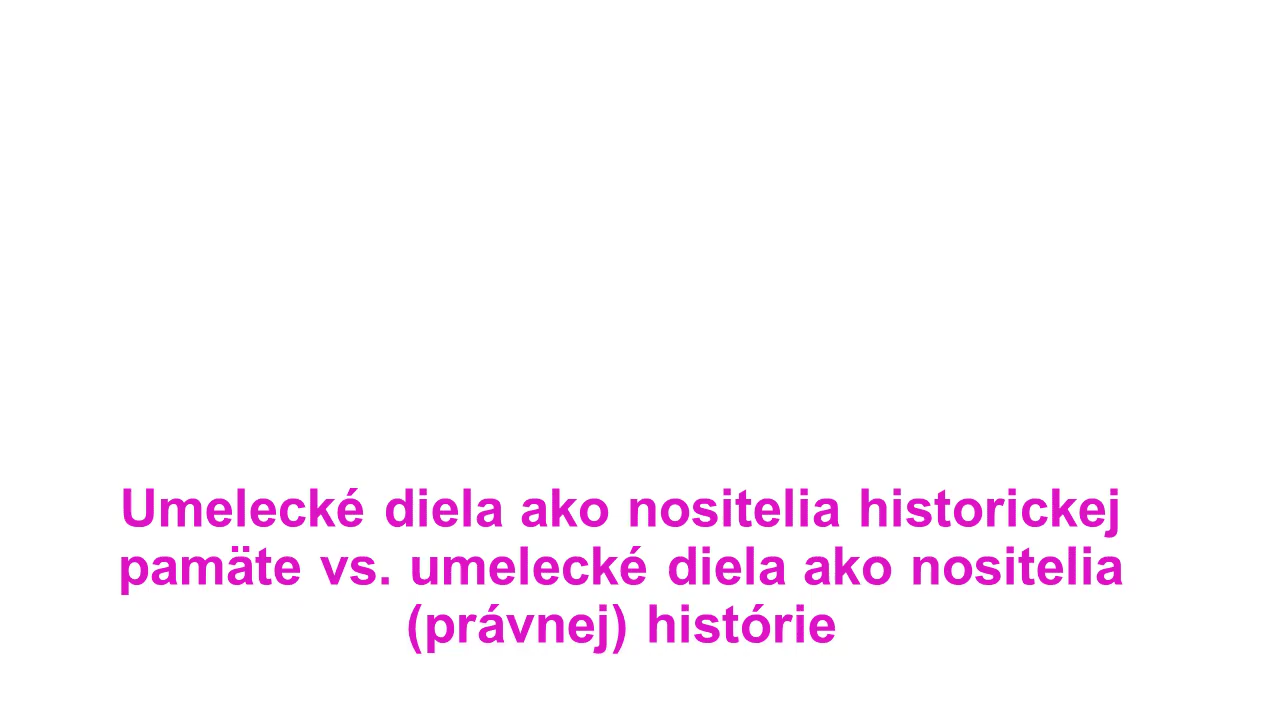 Umelecké diela ako nositelia historickej
pamäte vs. umelecké diela ako nositelia
(právnej) histórie